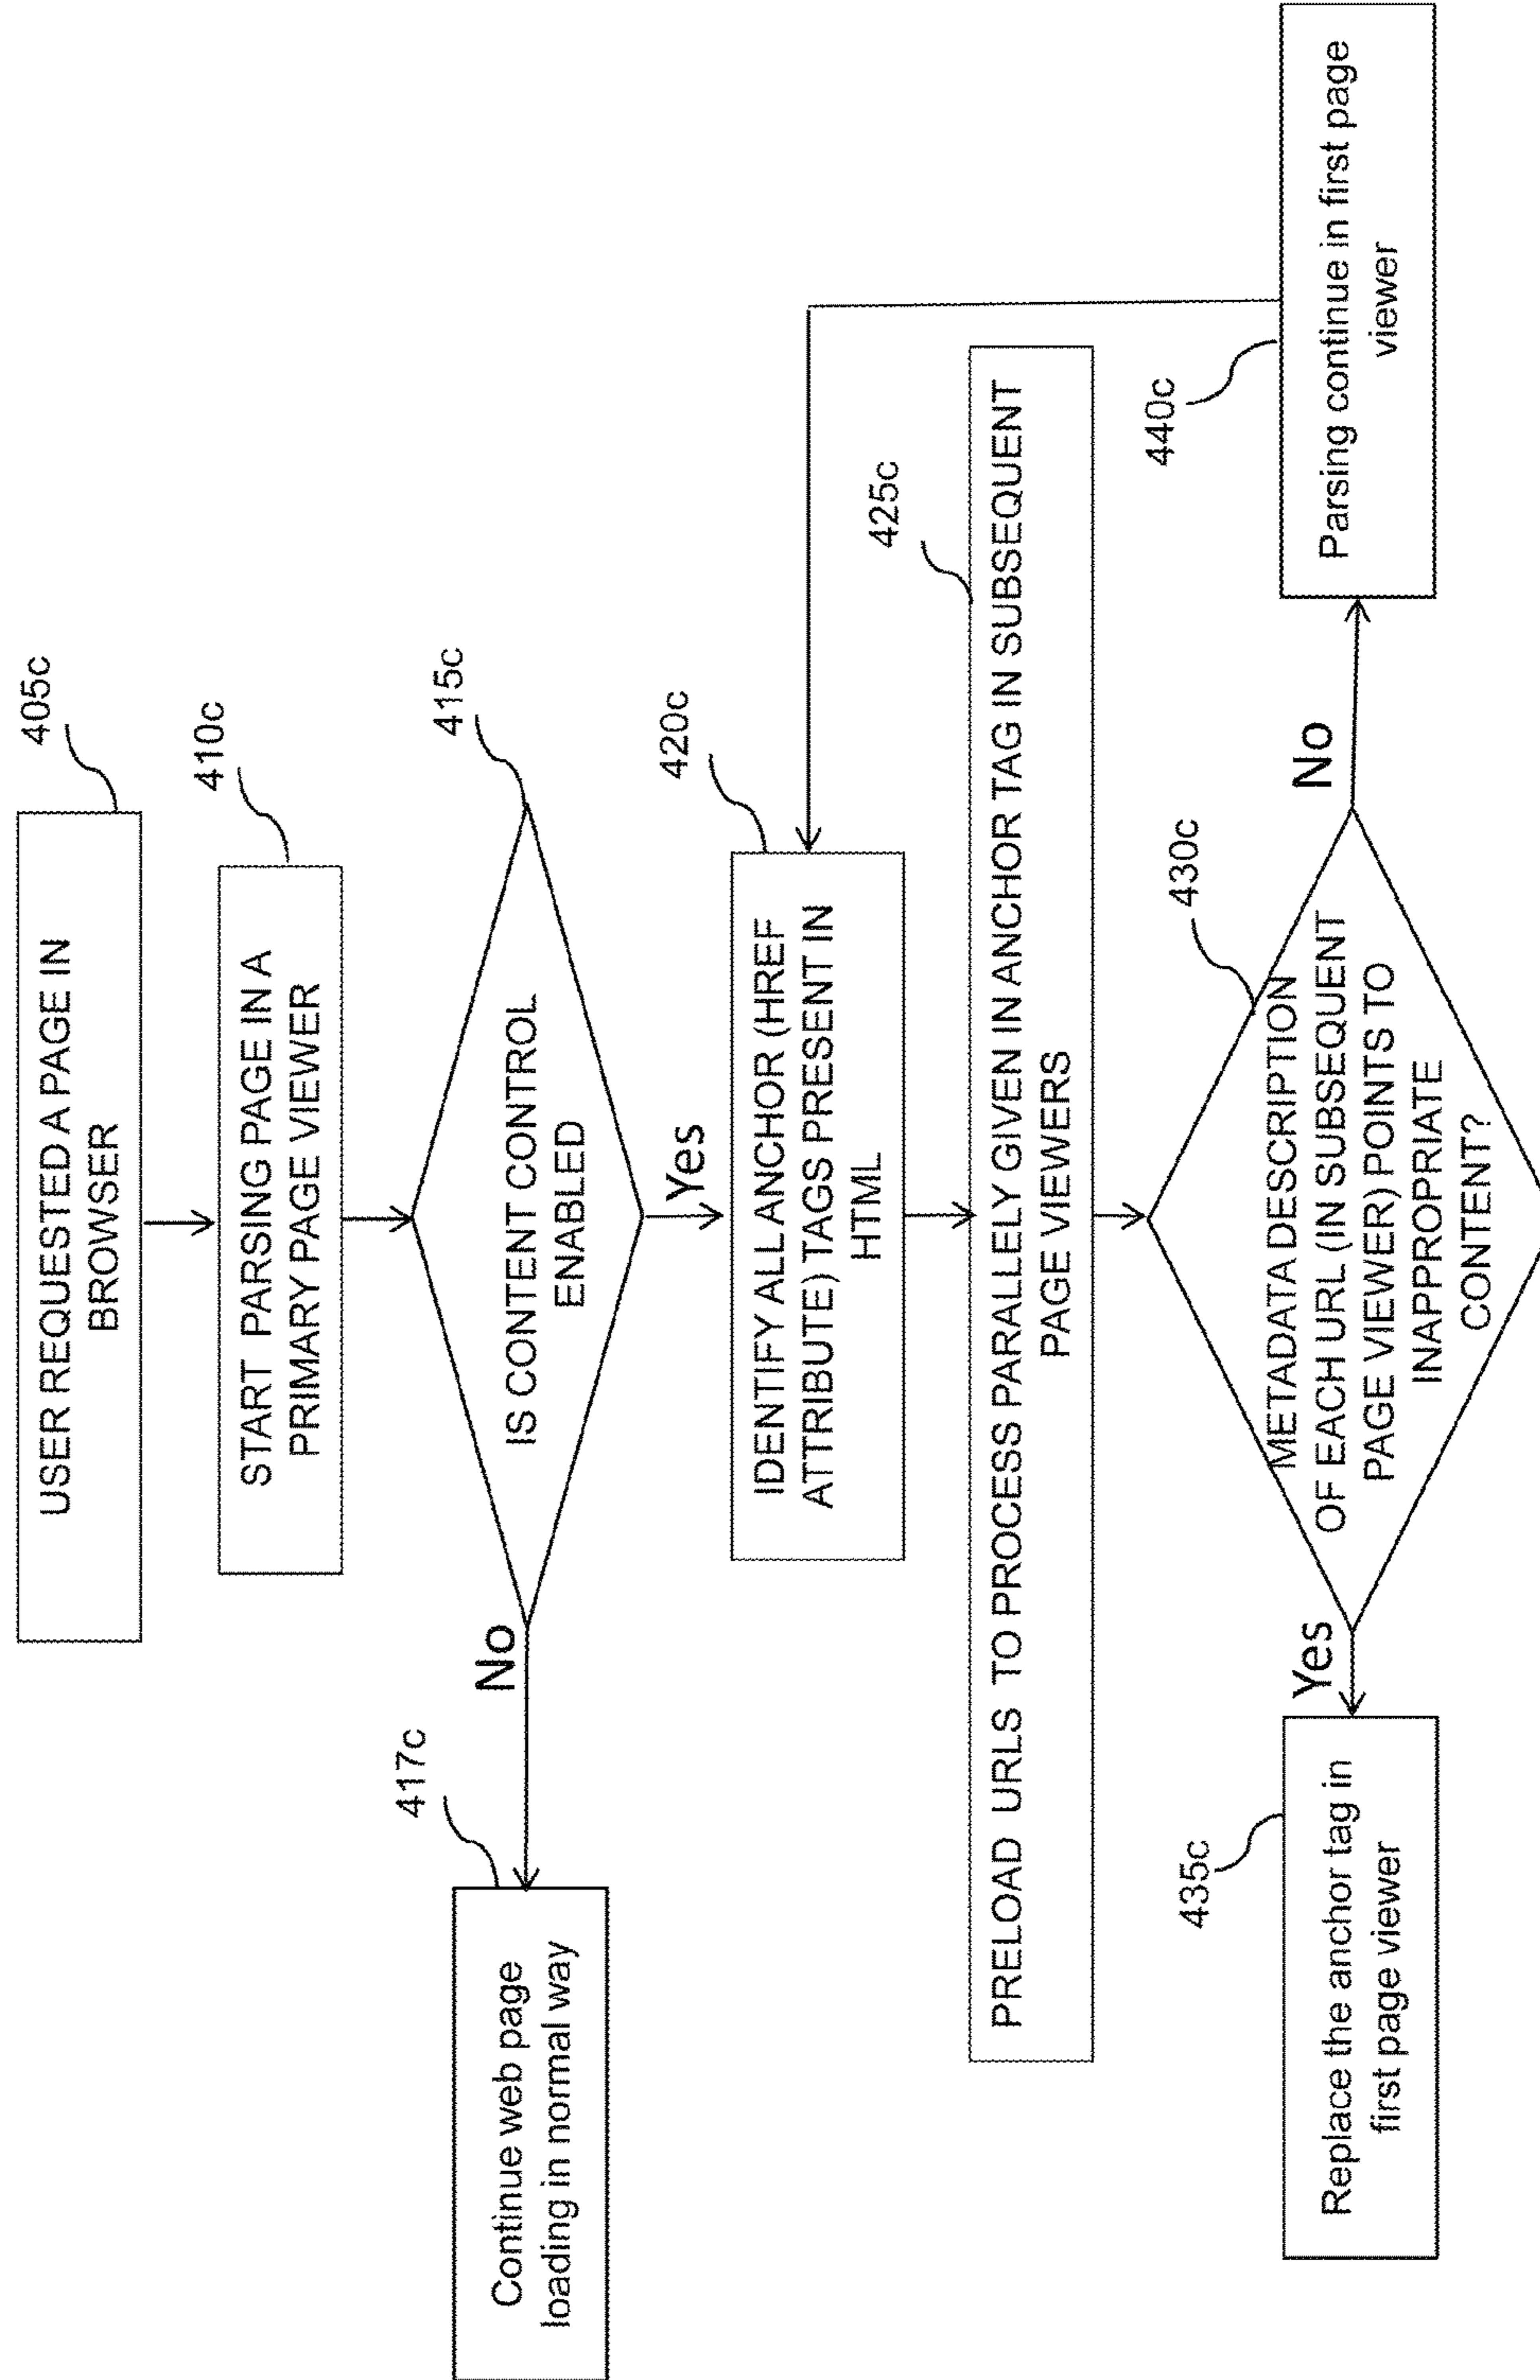 USER REQUESTED A PAGE IN
BROWSER
405c
START PARSING PAGE IN A
PRIMARY PAGE VIEWER
410c
IS CONTENT CONTROL
ENABLED
415c
No
417c
Continue web page
loading in normal way
Yes
IDENTIFY ALL ANCHOR (HREF
ATTRIBUTE) TAGS PRESENT IN
HTML
420c
PRELOAD URLS TO PROCESS PARALLELY GIVEN IN ANCHOR TAG IN SUBSEQUENT
PAGE VIEWERS
425c
METADATA DESCRIPTION
OF EACH URL (IN SUBSEQUENT
PAGE VIEWER) POINTS TO
INAPPROPRIATE
CONTENT?
430c
Yes
435c
Replace the anchor tag in
first page viewer
No
440c
Parsing continue in first page
viewer